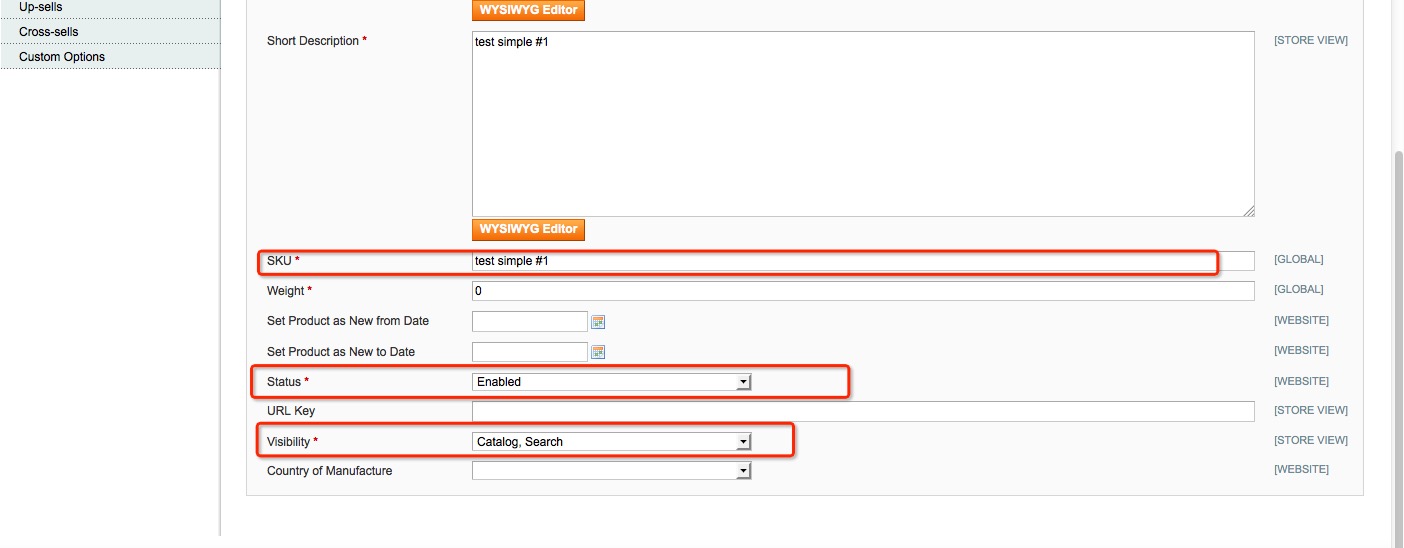 Up-sells
Cross-sells
Custom Options
WYSIWYG Editor
Short Description * test simple #1 [STORE VIEW]
WYSIWYG Editor
SKU * test simple #1 [GLOBAL]
Weight * 0 [GLOBAL]
Set Product as New from Date [WEBSITE]
Set Product as New to Date [WEBSITE]
Status * Enabled [WEBSITE]
URL Key [STORE VIEW]
Visibility * Catalog, Search [STORE VIEW]
Country of Manufacture [WEBSITE]